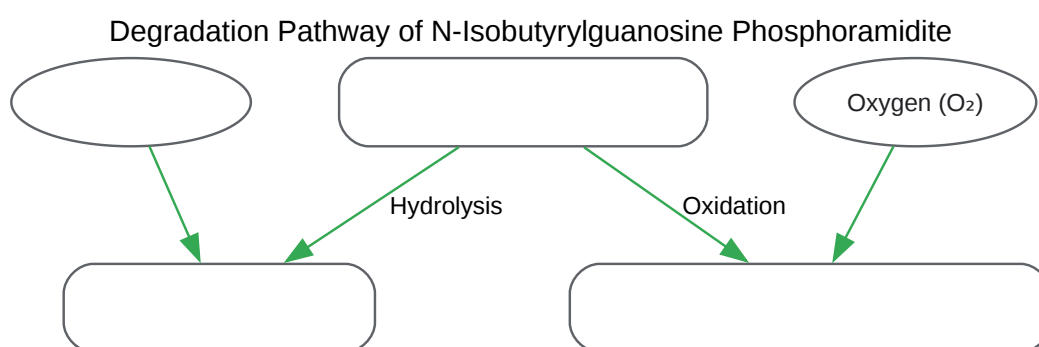 Degradation Pathway of N-Isobutyrylguanosine Phosphoramidite
Oxygen (O₂)
Hydrolysis
Oxidation